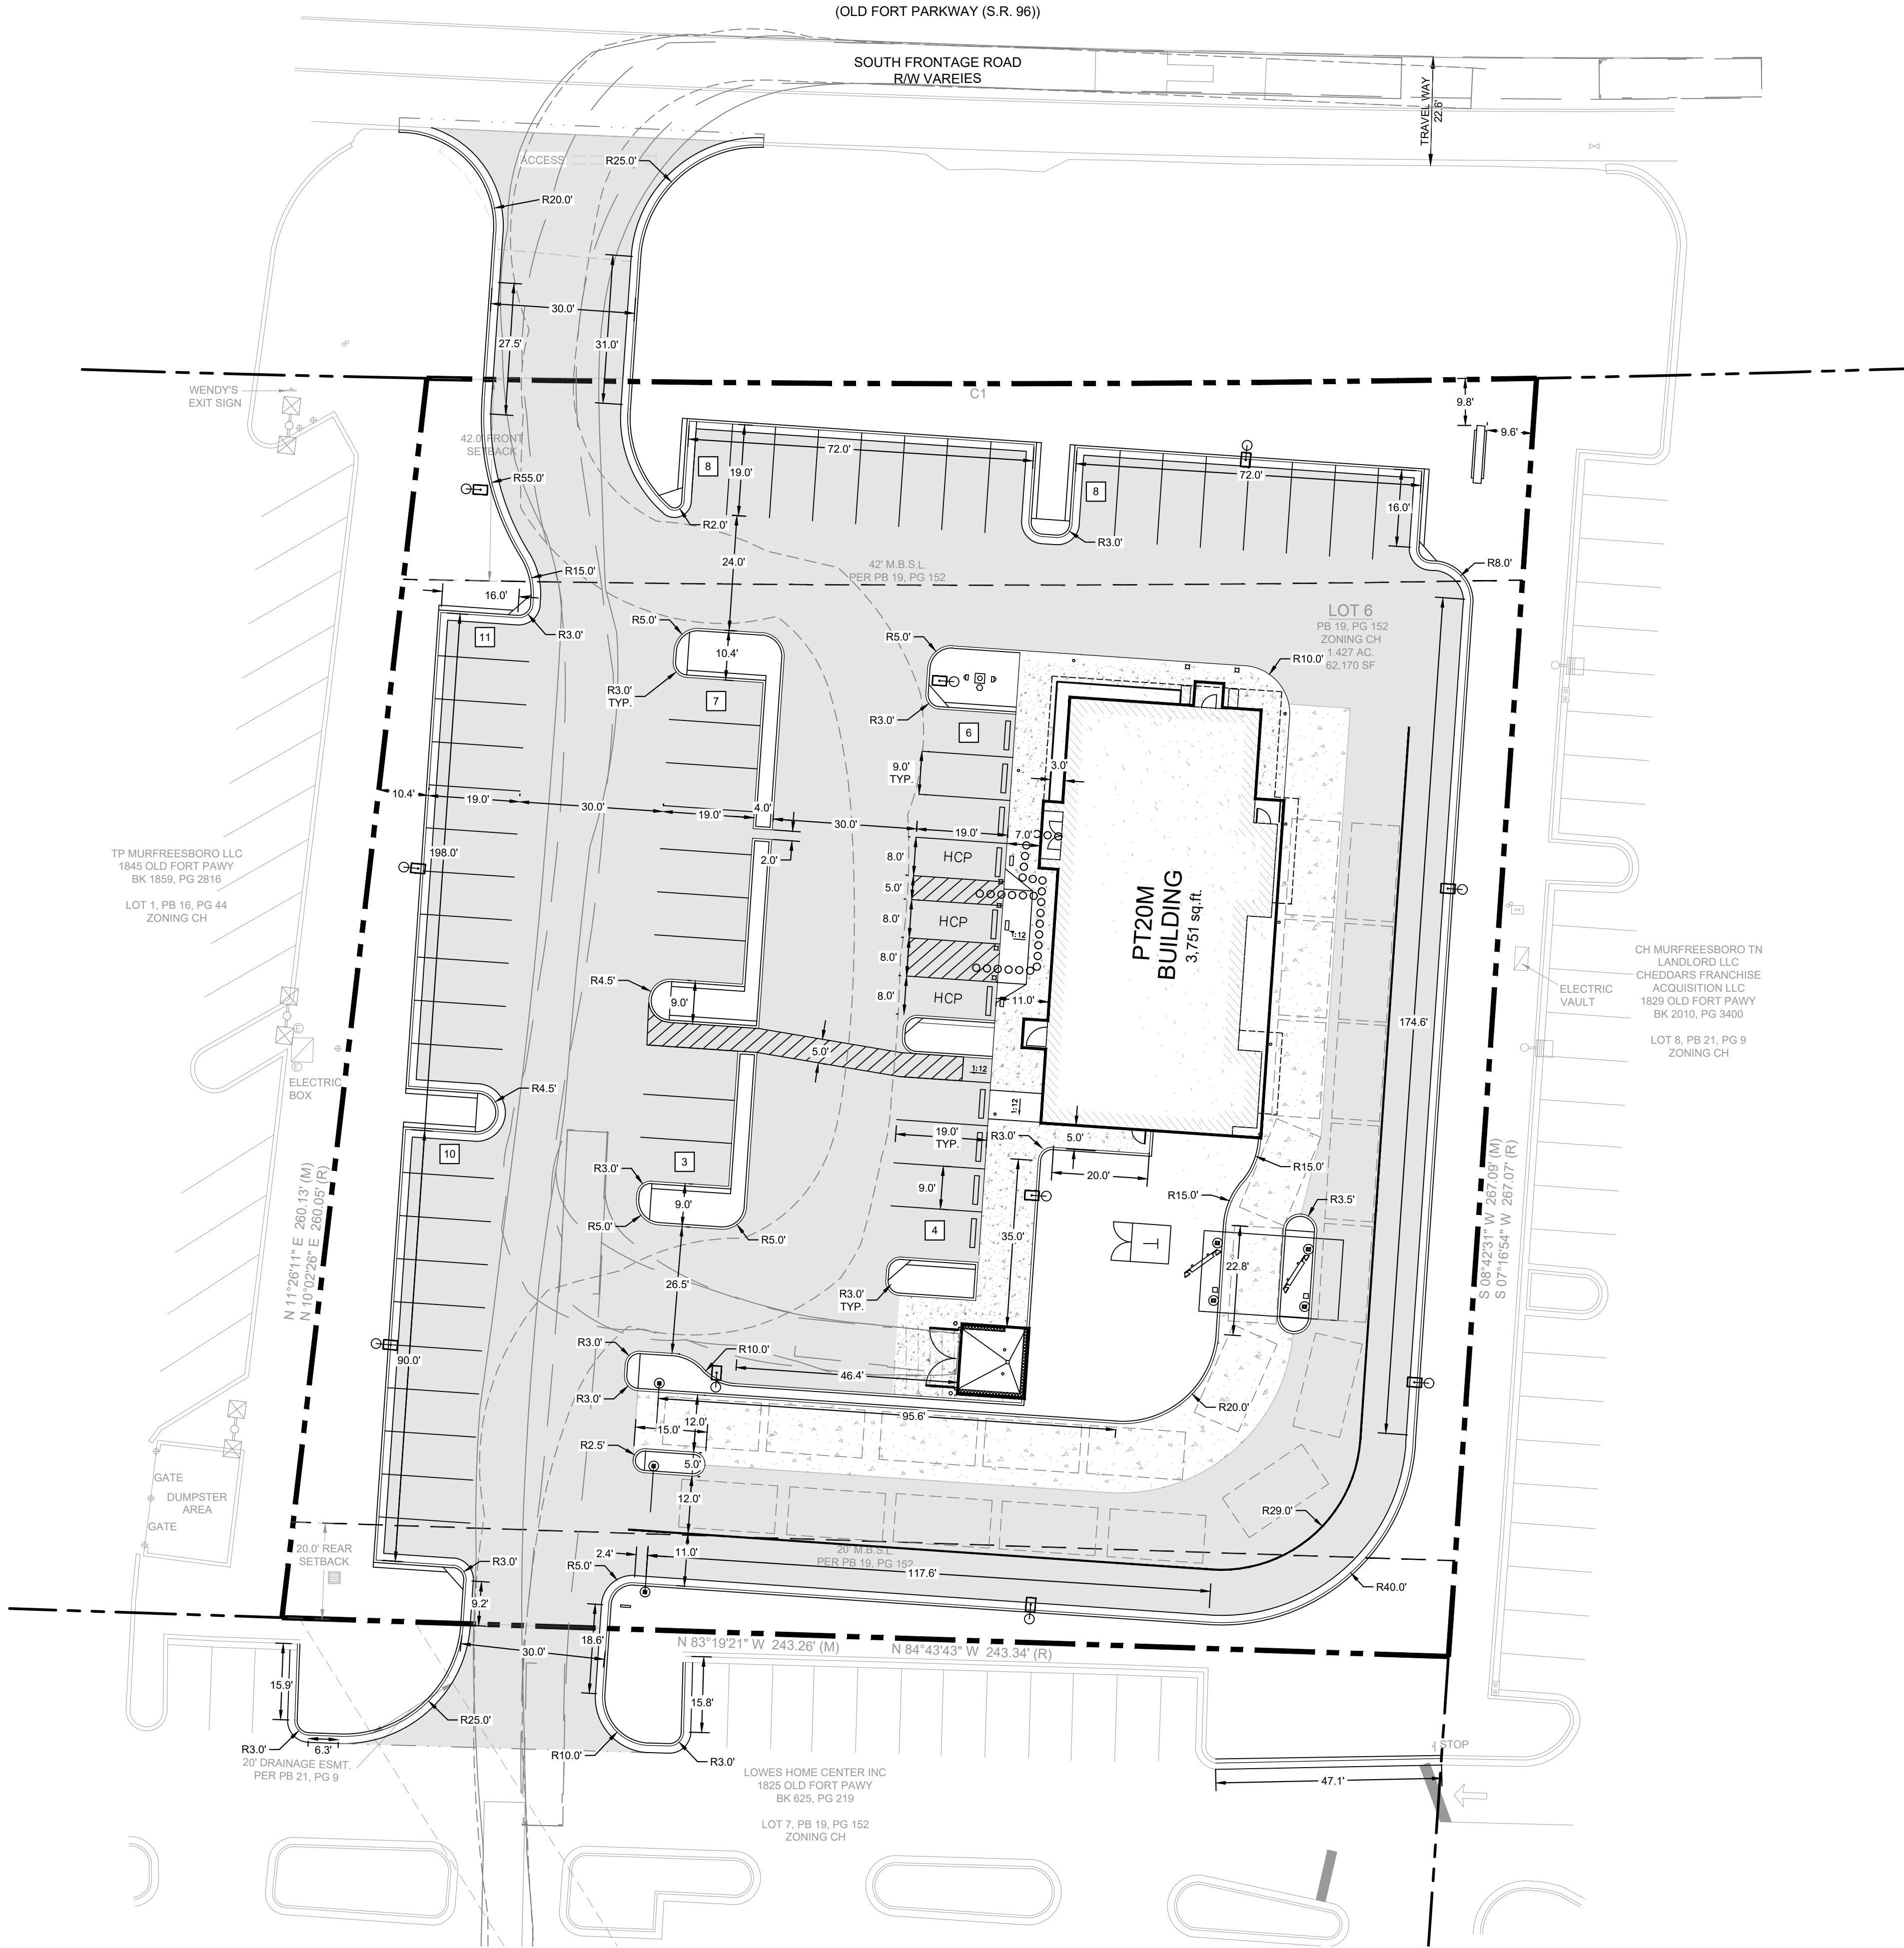 (OLD FORT PARKWAY (S.R. 96))
SOUTH FRONTAGE ROAD
R/W VAREIES
TRAVEL WAY
22.6'
ACCESS
R25.0'
R20.0'
30.0'
27.5'
31.0'
WENDY'S
EXIT SIGN
C1
9.8'
9.6'
42.0' FRONT
SETBACK
8
19.0'
72.0'
72.0'
8
16.0'
R55.0'
R2.0'
R3.0'
R8.0'
24.0'
R15.0'
42' M.B.S.L.
PER PB 19, PG 152
16.0'
R3.0'
11
R5.0'
10.4'
R5.0'
LOT 6
PB 19, PG 152
ZONING CH
1.427 AC.
62,170 SF
R10.0'
R3.0'
TYP.
7
R3.0'
6
9.0'
TYP.
3.0'
10.4'
19.0'
30.0'
19.0'
4.0'
30.0'
19.0'
7.0'
2.0'
198.0'
8.0'
HCP
5.0'
8.0'
HCP
1:12
8.0'
8.0'
HCP
11.0'
PT20M
BUILDING
3,751 sq.ft.
TP MURFREESBORO LLC
1845 OLD FORT PAWY
BK 1859, PG 2816
LOT 1, PB 16, PG 44
ZONING CH
CH MURFREESBORO TN
LANDLORD LLC
CHEDDARS FRANCHISE
ACQUISITION LLC
1829 OLD FORT PAWY
BK 2010, PG 3400
LOT 8, PB 21, PG 9
ZONING CH
ELECTRIC
VAULT
174.6'
R4.5'
9.0'
5.0'
1:12
1:12
E
E
ELECTRIC
BOX
R4.5'
10
3
R3.0'
9.0'
R5.0'
R5.0'
19.0'
TYP.
R3.0'
5.0'
20.0'
9.0'
4
35.0'
R15.0'
R15.0'
R3.5'
22.8'
T
26.5'
R3.0'
TYP.
N 11°26'11" E 260.13' (M)
N 10°02'26" E 260.05' (R)
S 08°42'31" W 267.09' (M)
S 07°16'54" W 267.07' (R)
90.0'
R3.0'
R10.0'
46.4'
R3.0'
95.6'
R20.0'
12.0'
15.0'
R2.5'
5.0'
12.0'
R29.0'
GATE
DUMPSTER
AREA
GATE
20.0' REAR
SETBACK
R3.0'
2.4'
11.0'
R5.0'
20' M.B.S.L.
PER PB 19, PG 152
117.6'
R40.0'
9.2'
18.6'
30.0'
N 83°19'21" W 243.26' (M)
N 84°43'43" W 243.34' (R)
15.9'
15.8'
R25.0'
R3.0'
6.3'
R10.0'
R3.0'
20' DRAINAGE ESMT.
PER PB 21, PG 9
STOP
47.1'
LOWES HOME CENTER INC
1825 OLD FORT PAWY
BK 625, PG 219
LOT 7, PB 19, PG 152
ZONING CH